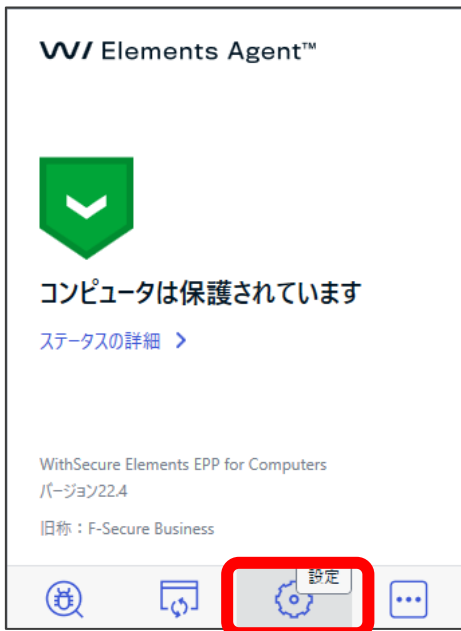 W/ Elements Agent™
コンピュータは保護されています
ステータスの詳細 >
WithSecure Elements EPP for Computers
バージョン22.4
旧称：F-Secure Business
設定